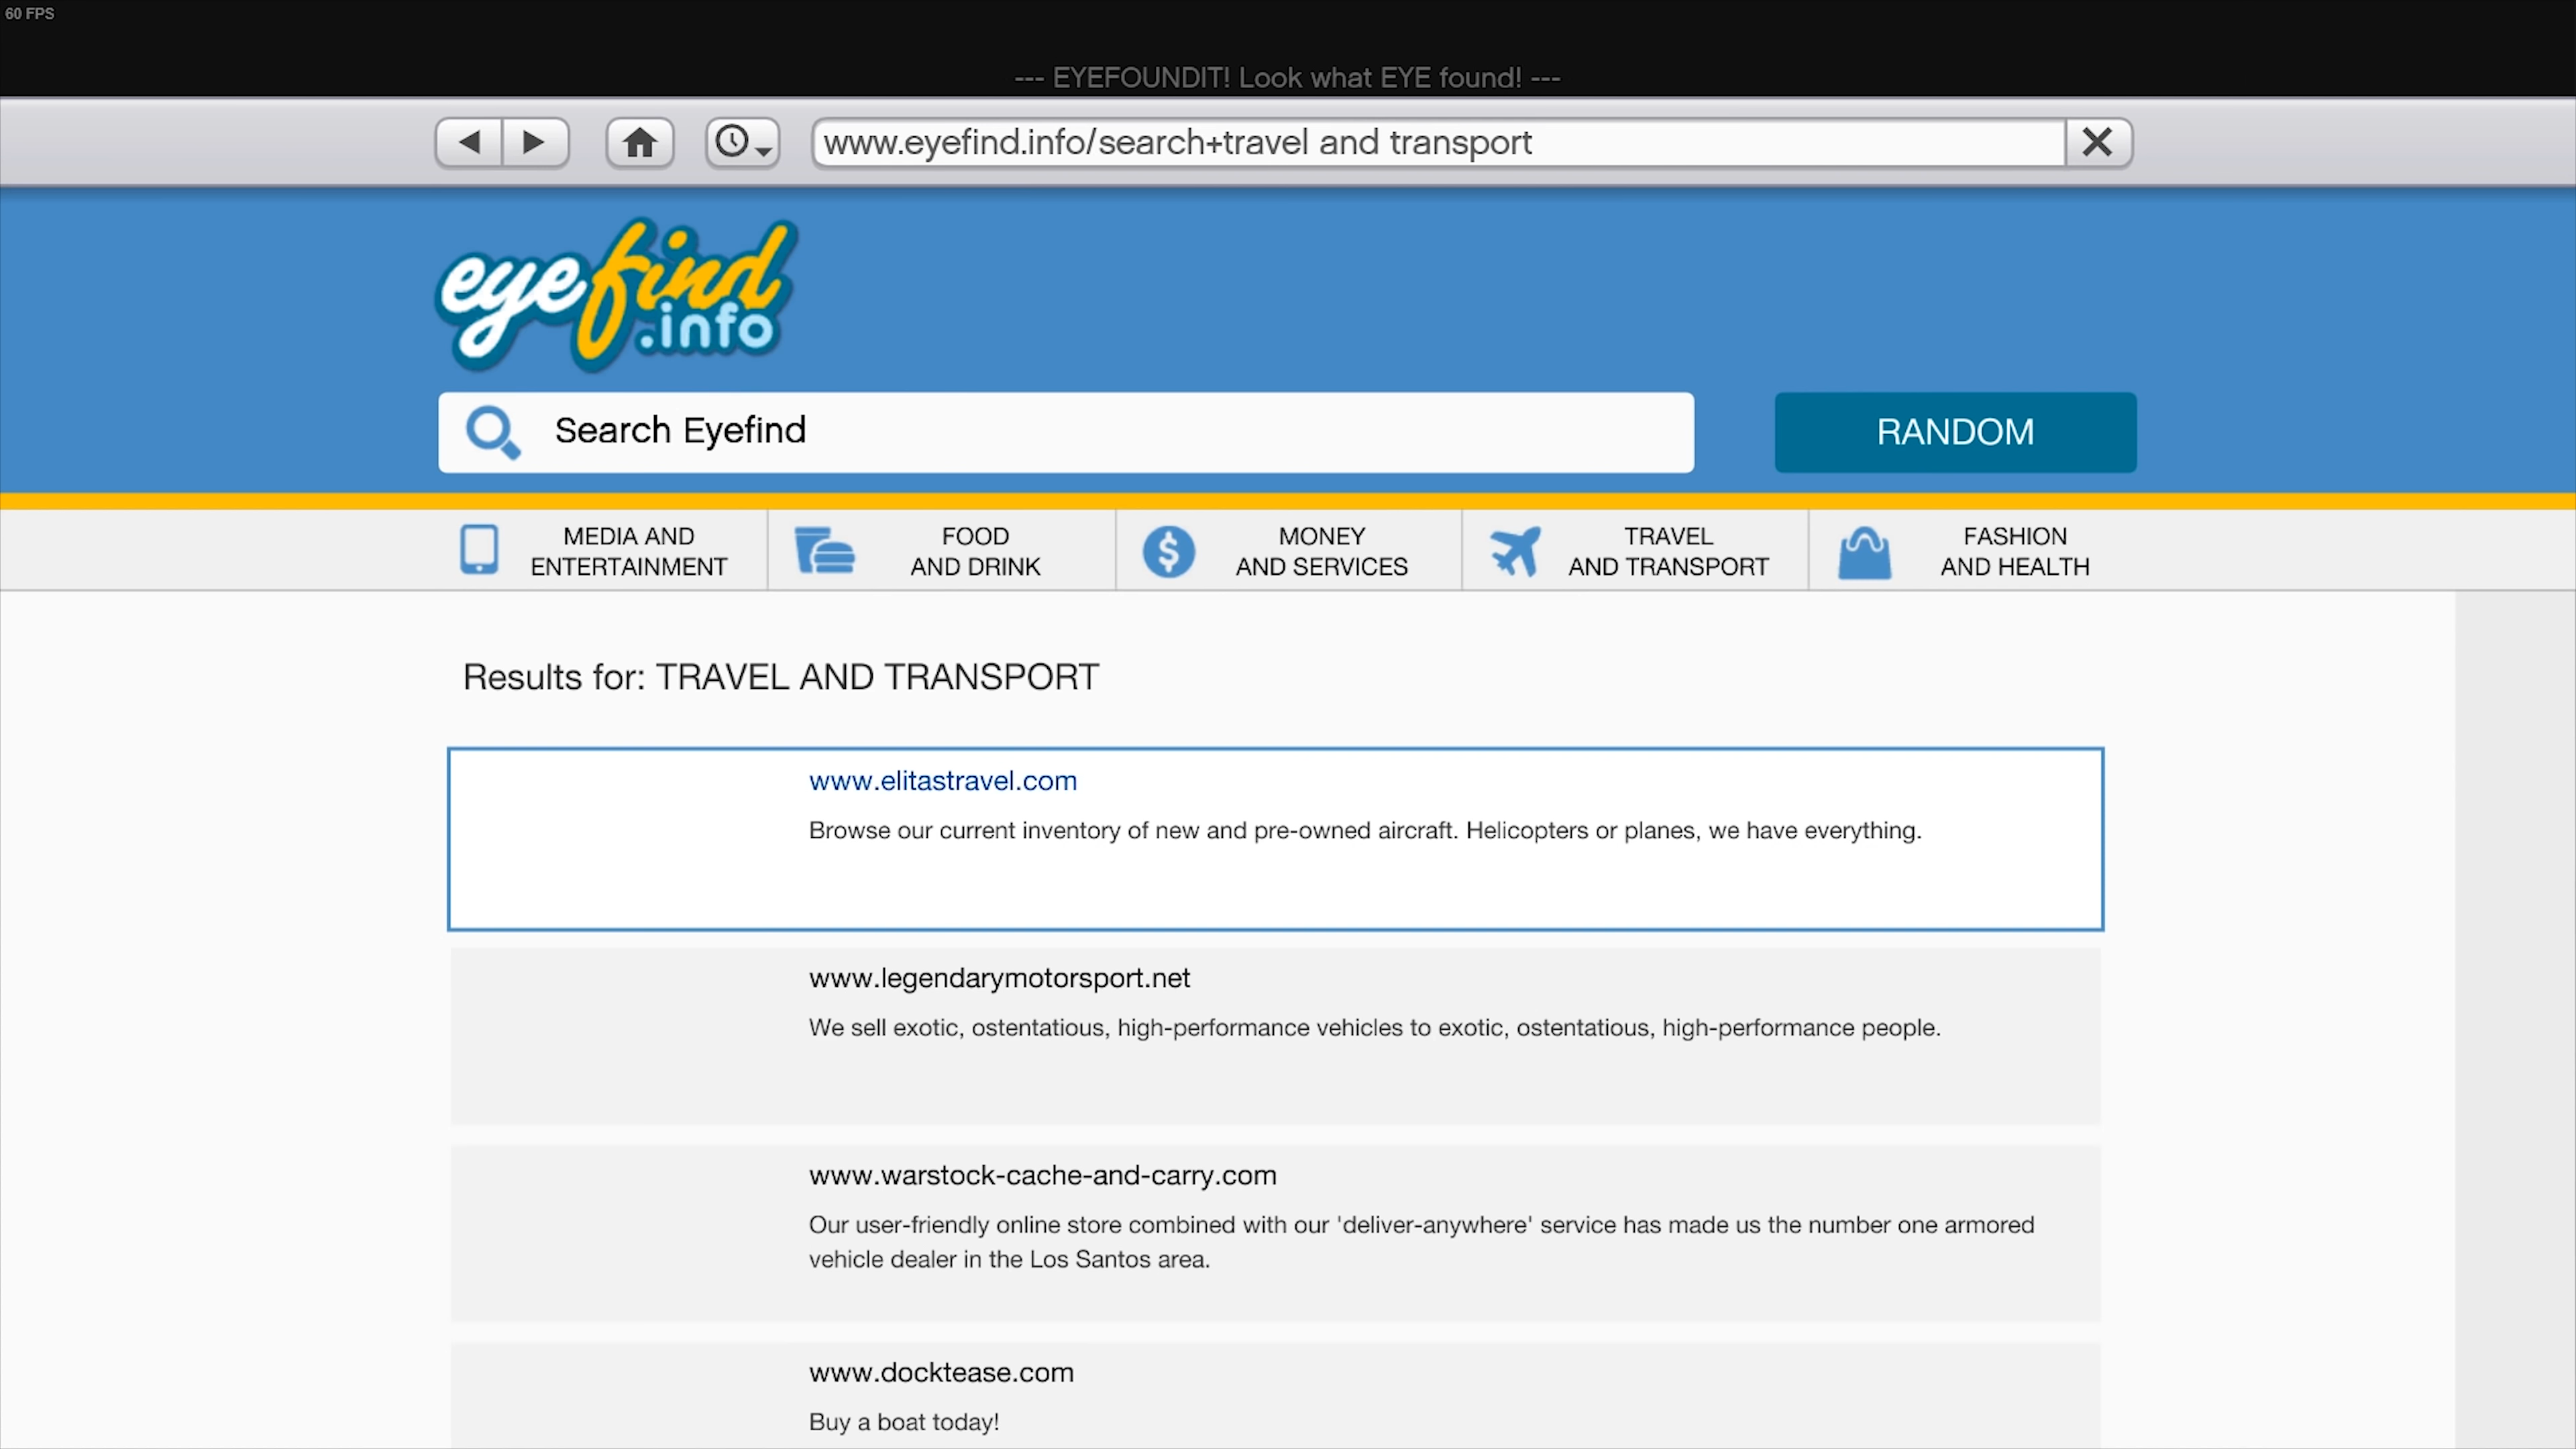 60 FPS
--- EYEFOUNDIT! Look what EYE found! ---
www.eyefind.info/search+travel and transport
eyefind
.info
Search Eyefind
RANDOM
MEDIA AND
ENTERTAINMENT
FOOD
AND DRINK
MONEY
AND SERVICES
TRAVEL
AND TRANSPORT
FASHION
AND HEALTH
Results for: TRAVEL AND TRANSPORT
www.elitastravel.com
Browse our current inventory of new and pre-owned aircraft. Helicopters or planes, we have everything.
www.legendarymotorsport.net
We sell exotic, ostentatious, high-performance vehicles to exotic, ostentatious, high-performance people.
www.warstock-cache-and-carry.com
Our user-friendly online store combined with our 'deliver-anywhere' service has made us the number one armored
vehicle dealer in the Los Santos area.
www.docktease.com
Buy a boat today!